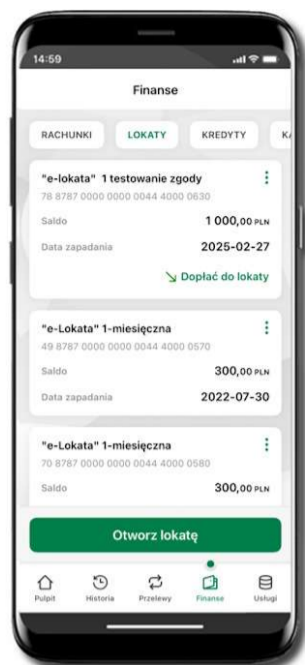 14:59
Finanse
RACHUNKI LOKATY KREDYTY
"e-lokata" 1 testowanie zgody
78 8787 0000 0000 0044 4000 0630
Saldo 1 000,00 PLN
Data zapadania 2025-02-27
Dopłać do lokaty
"e-Lokata" 1-miesięczna
49 8787 0000 0000 0044 4000 0570
Saldo 300,00 PLN
Data zapadania 2022-07-30
"e-Lokata" 1-miesięczna
70 8787 0000 0000 0044 4000 0580
Saldo 300,00 PLN
Otworz lokatę
Pulpit Historia Przelewy Finanse Usługi